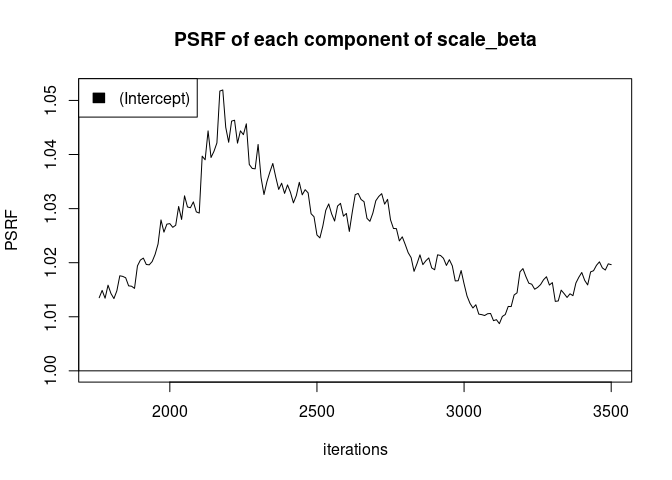 PSRF of each component of scale_beta
(Intercept)
PSRF
1.05
1.04
1.03
1.02
1.01
1.00
2000 2500 3000 3500
iterations